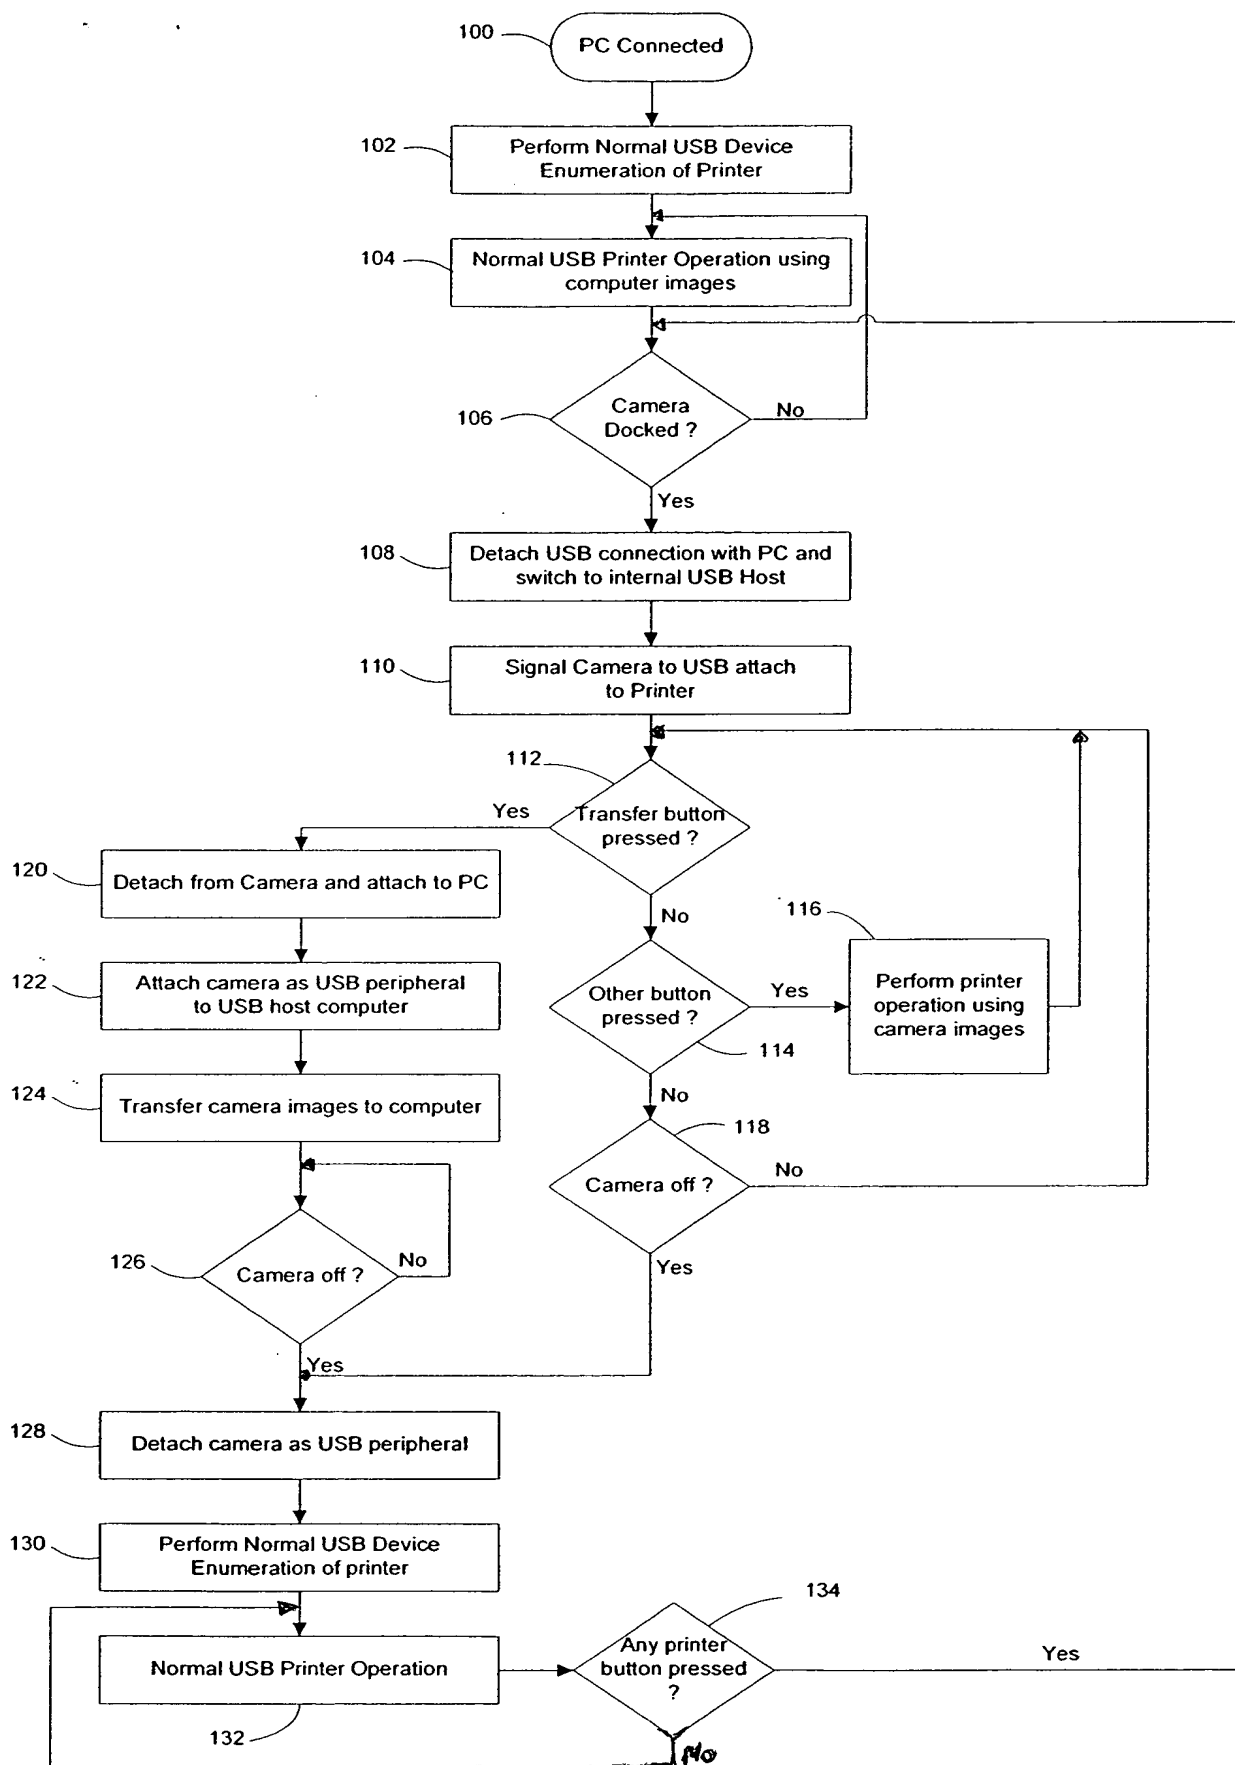 100
PC Connected
102
Perform Normal USB Device
Enumeration of Printer
104
Normal USB Printer Operation using
computer images
106
Camera
Docked ?
No
Yes
108
Detach USB connection with PC and
switch to internal USB Host
110
Signal Camera to USB attach
to Printer
112
Transfer button
pressed ?
Yes
No
120
Detach from Camera and attach to PC
116
Perform printer
operation using
camera images
122
Attach camera as USB peripheral
to USB host computer
Other button
pressed ?
Yes
114
No
124
Transfer camera images to computer
118
Camera off ?
No
Yes
126
Camera off ?
No
Yes
128
Detach camera as USB peripheral
130
Perform Normal USB Device
Enumeration of printer
134
Any printer
button pressed
?
Yes
Normal USB Printer Operation
132
No